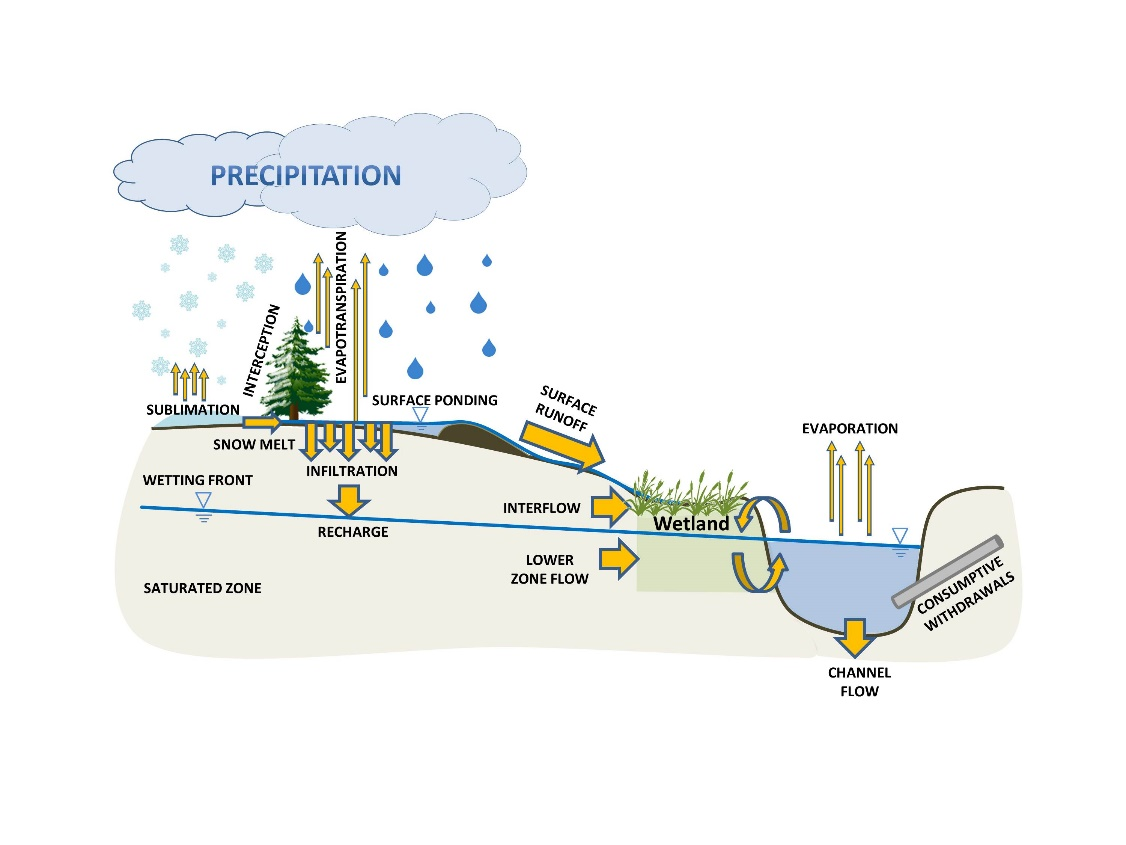 PRECIPITATION
INTERCEPTION
EVAPOTRANSPIRATION
SUBLIMATION
SURFACE PONDING
SURFACE
RUNOFF
SNOW MELT
EVAPORATION
INFILTRATION
WETTING FRONT
INTERFLOW
Wetland
RECHARGE
LOWER
ZONE FLOW
SATURATED ZONE
CONSUMPTIVE
WITHDRAWALS
CHANNEL
FLOW